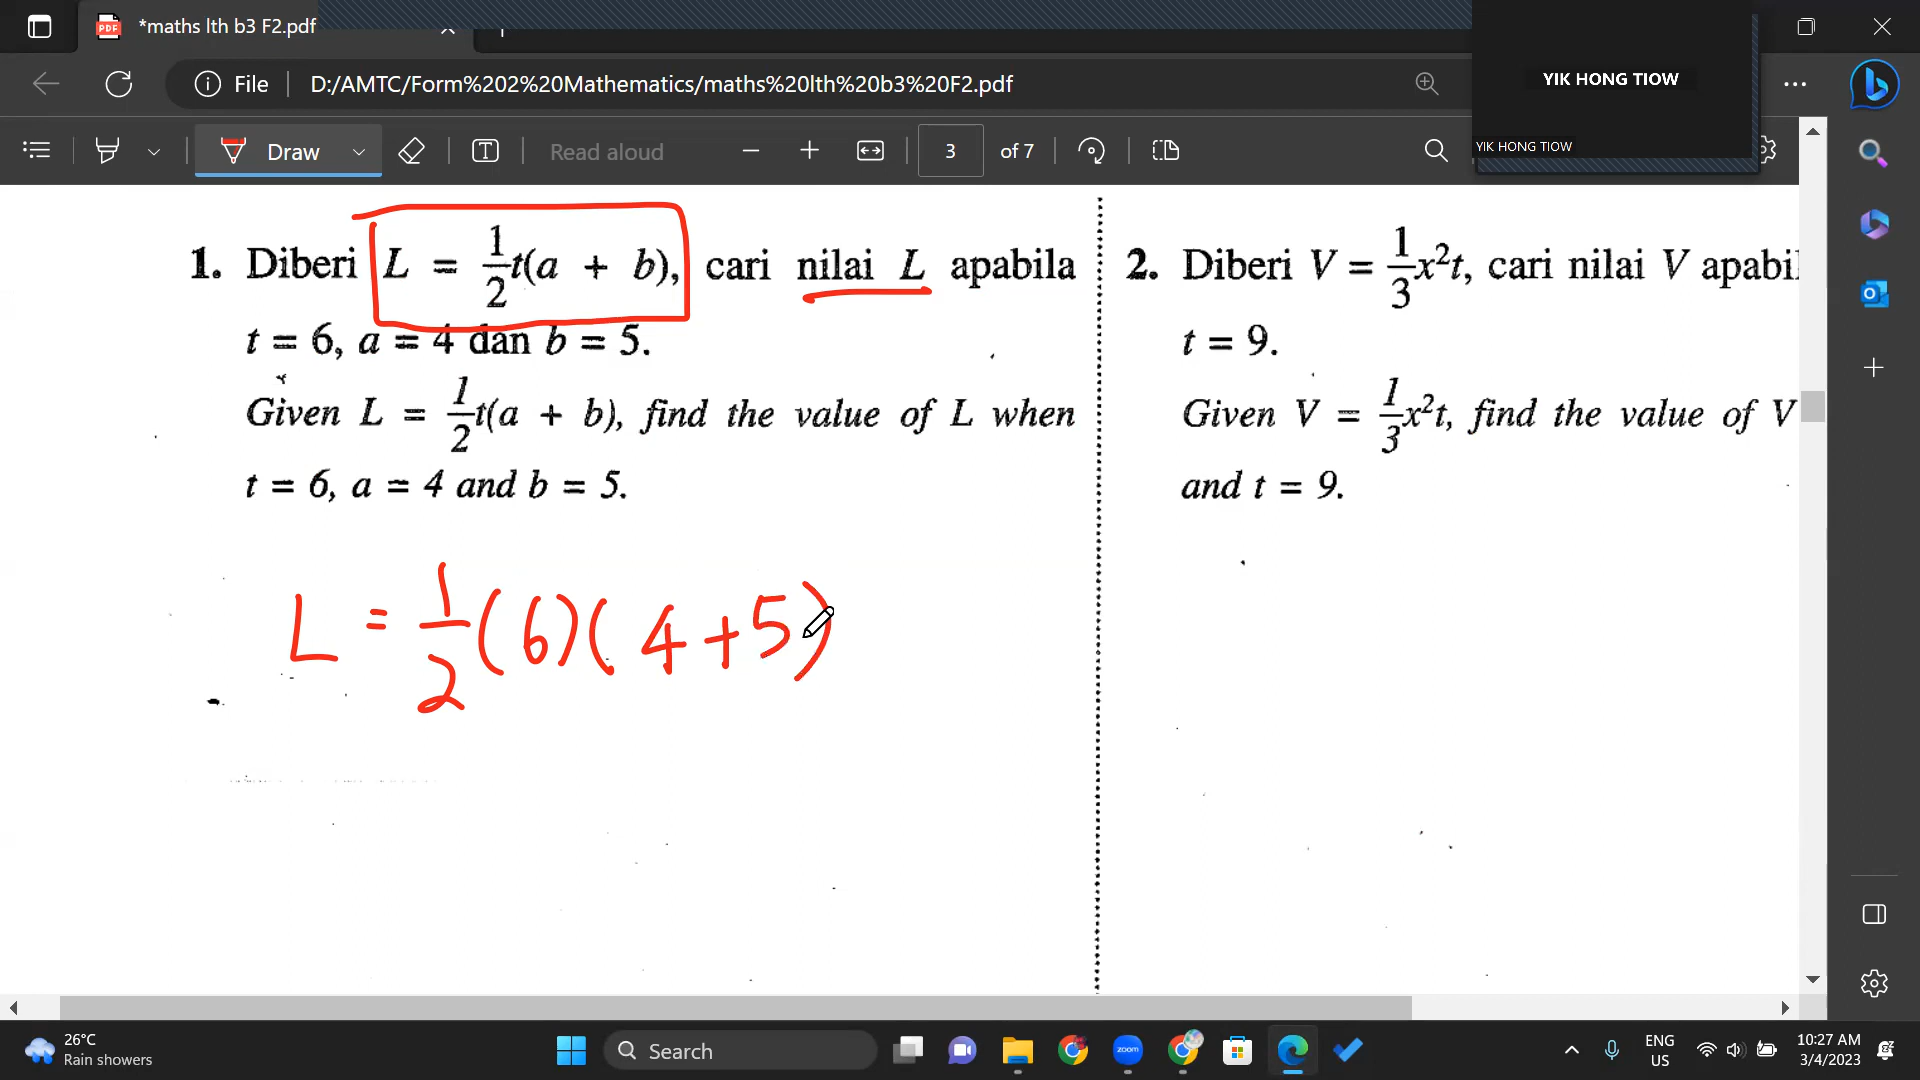 *maths lth b3 F2.pdf
YIK HONG TIOW
File
D:/AMTC/Form%202%20Mathematics/maths%20lth%20b3%20F2.pdf
Draw
Read aloud
3
of 7
YIK HONG TIOW
1. Diberi L = 1/2 t(a + b), cari nilai L apabila
t = 6, a = 4 dan b = 5.
Given L = 1/2 t(a + b), find the value of L when
t = 6, a = 4 and b = 5.
L = 1/2 (6)(4+5)
2. Diberi V = 1/3 x²t, cari nilai V
t = 9.
Given V = 1/3 x²t, find the value of V
and t = 9.
26°C
Rain showers
Search
zoom
ENG
US
10:27 AM
3/4/2023